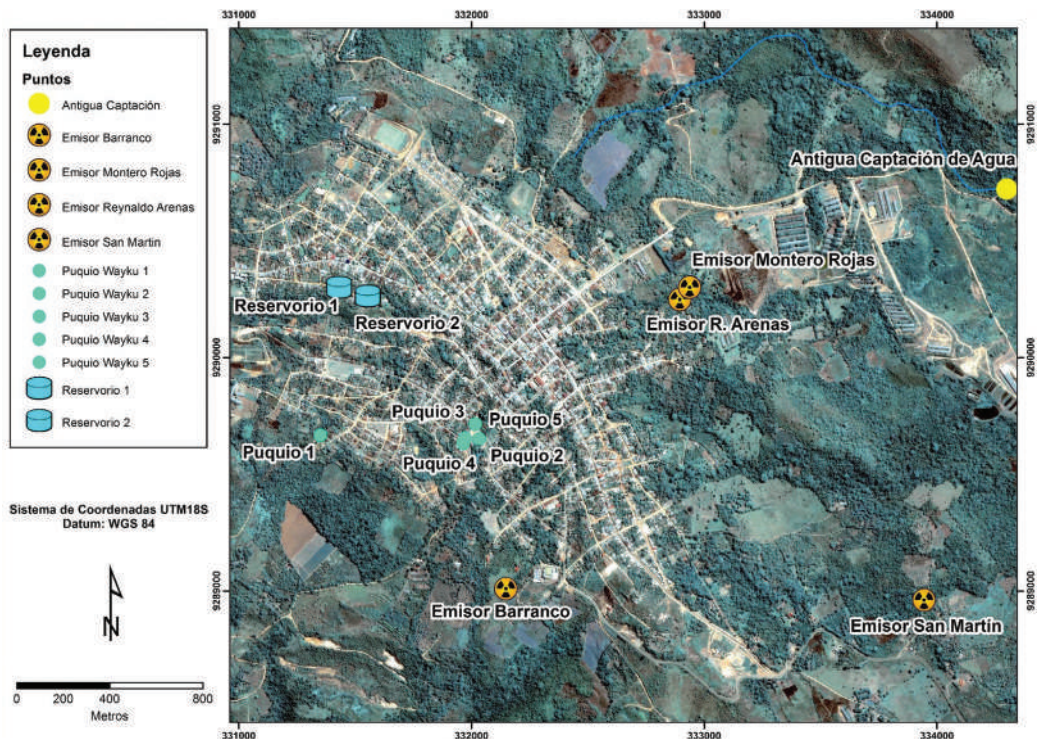 331000
332000
333000
334000
Leyenda
Puntos
Antigua Captación
Emisor Barranco
Emisor Montero Rojas
Emisor Reynaldo Arenas
Emisor San Martin
Puquio Wayku 1
Puquio Wayku 2
Puquio Wayku 3
Puquio Wayku 4
Puquio Wayku 5
Reservorio 1
Reservorio 2
Sistema de Coordenadas UTM18S
Datum: WGS 84
N
0 200 400 800
Metros
9291000
9290000
9289000
Antigua Captación de Agua
Emisor Montero Rojas
Emisor R. Arenas
Reservorio 1
Reservorio 2
Puquio 3
Puquio 5
Puquio 1
Puquio 4
Puquio 2
Emisor Barranco
Emisor San Martín
9291000
9290000
9289000
331000
332000
333000
334000